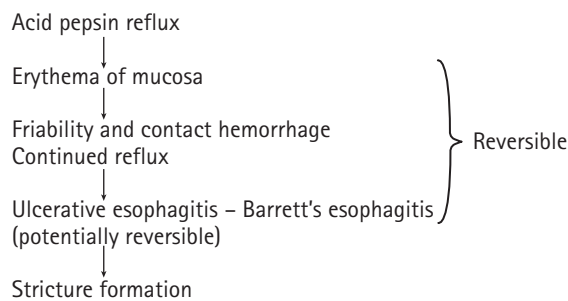 Acid pepsin reflux
Erythema of mucosa
Friability and contact hemorrhage
Continued reflux
Reversible
Ulcerative esophagitis – Barrett's esophagitis
(potentially reversible)
Stricture formation